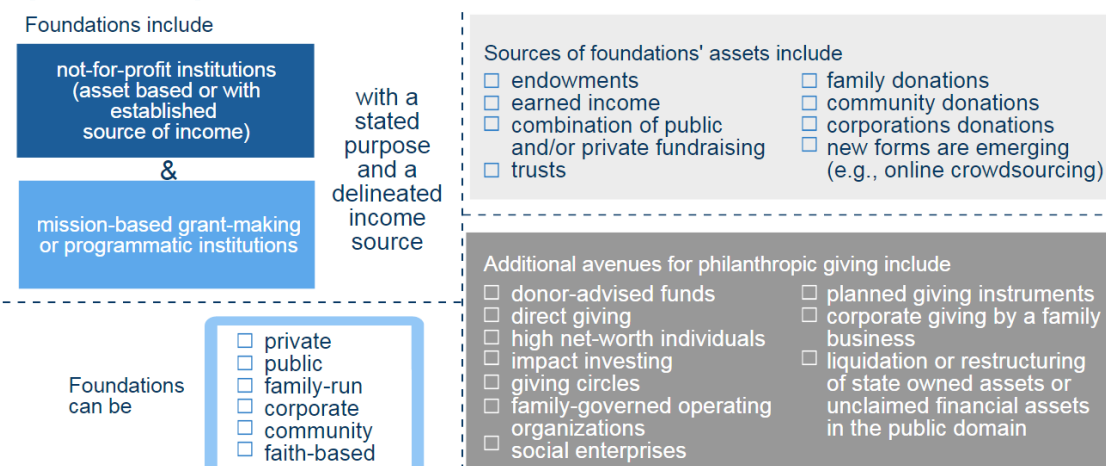 Foundations include
not-for-profit institutions
(asset based or with
established
source of income)
&
mission-based grant-making
or programmatic institutions
with a
stated
purpose
and a
delineated
income
source
Foundations
can be
☐ private
☐ public
☐ family-run
☐ corporate
☐ community
☐ faith-based
Sources of foundations' assets include
☐ endowments
☐ earned income
☐ combination of public
and/or private fundraising
☐ trusts
☐ family donations
☐ community donations
☐ corporations donations
☐ new forms are emerging
(e.g., online crowdsourcing)
Additional avenues for philanthropic giving include
☐ donor-advised funds
☐ direct giving
☐ high net-worth individuals
☐ impact investing
☐ giving circles
☐ family-governed operating
organizations
☐ social enterprises
☐ planned giving instruments
☐ corporate giving by a family
business
☐ liquidation or restructuring
of state owned assets or
unclaimed financial assets
in the public domain